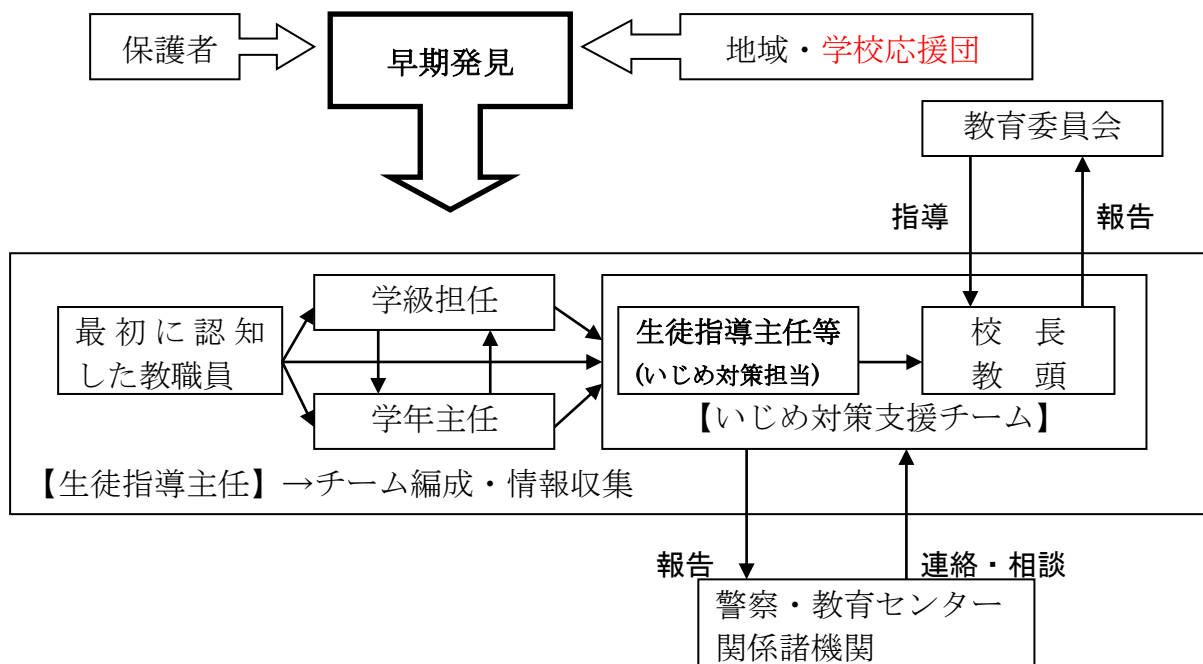 保護者
早期発見
地域・学校応援団
教育委員会
指導
報告
学級担任
最初に認知
した教職員
生徒指導主任等
(いじめ対策担当)
校　長
教　頭
学年主任
【いじめ対策支援チーム】
【生徒指導主任】→チーム編成・情報収集
報告
連絡・相談
警察・教育センター
関係諸機関